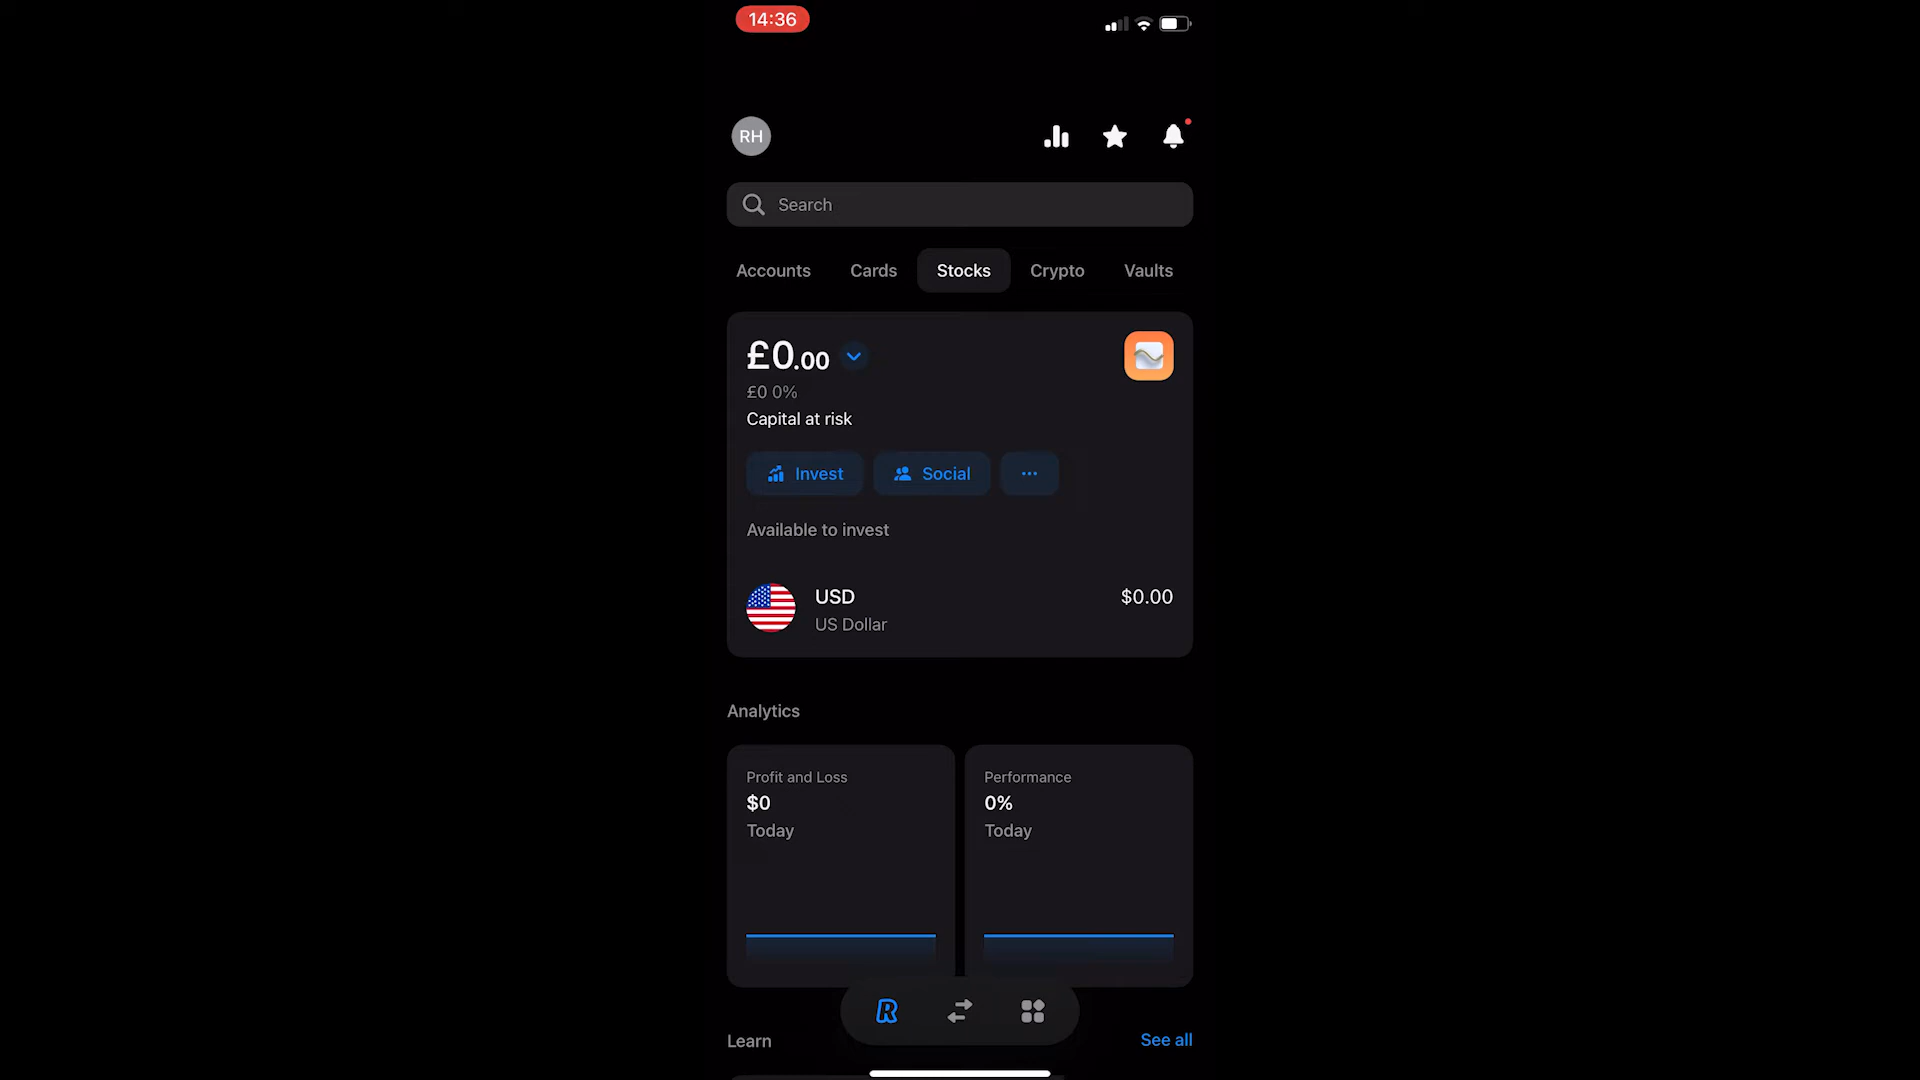 14:36
RH
Search
Accounts Cards Stocks Crypto Vaults
£0.00
£0 0%
Capital at risk
Invest Social
Available to invest
USD $0.00
US Dollar
Analytics
Profit and Loss Performance
$0 0%
Today Today
R
Learn See all